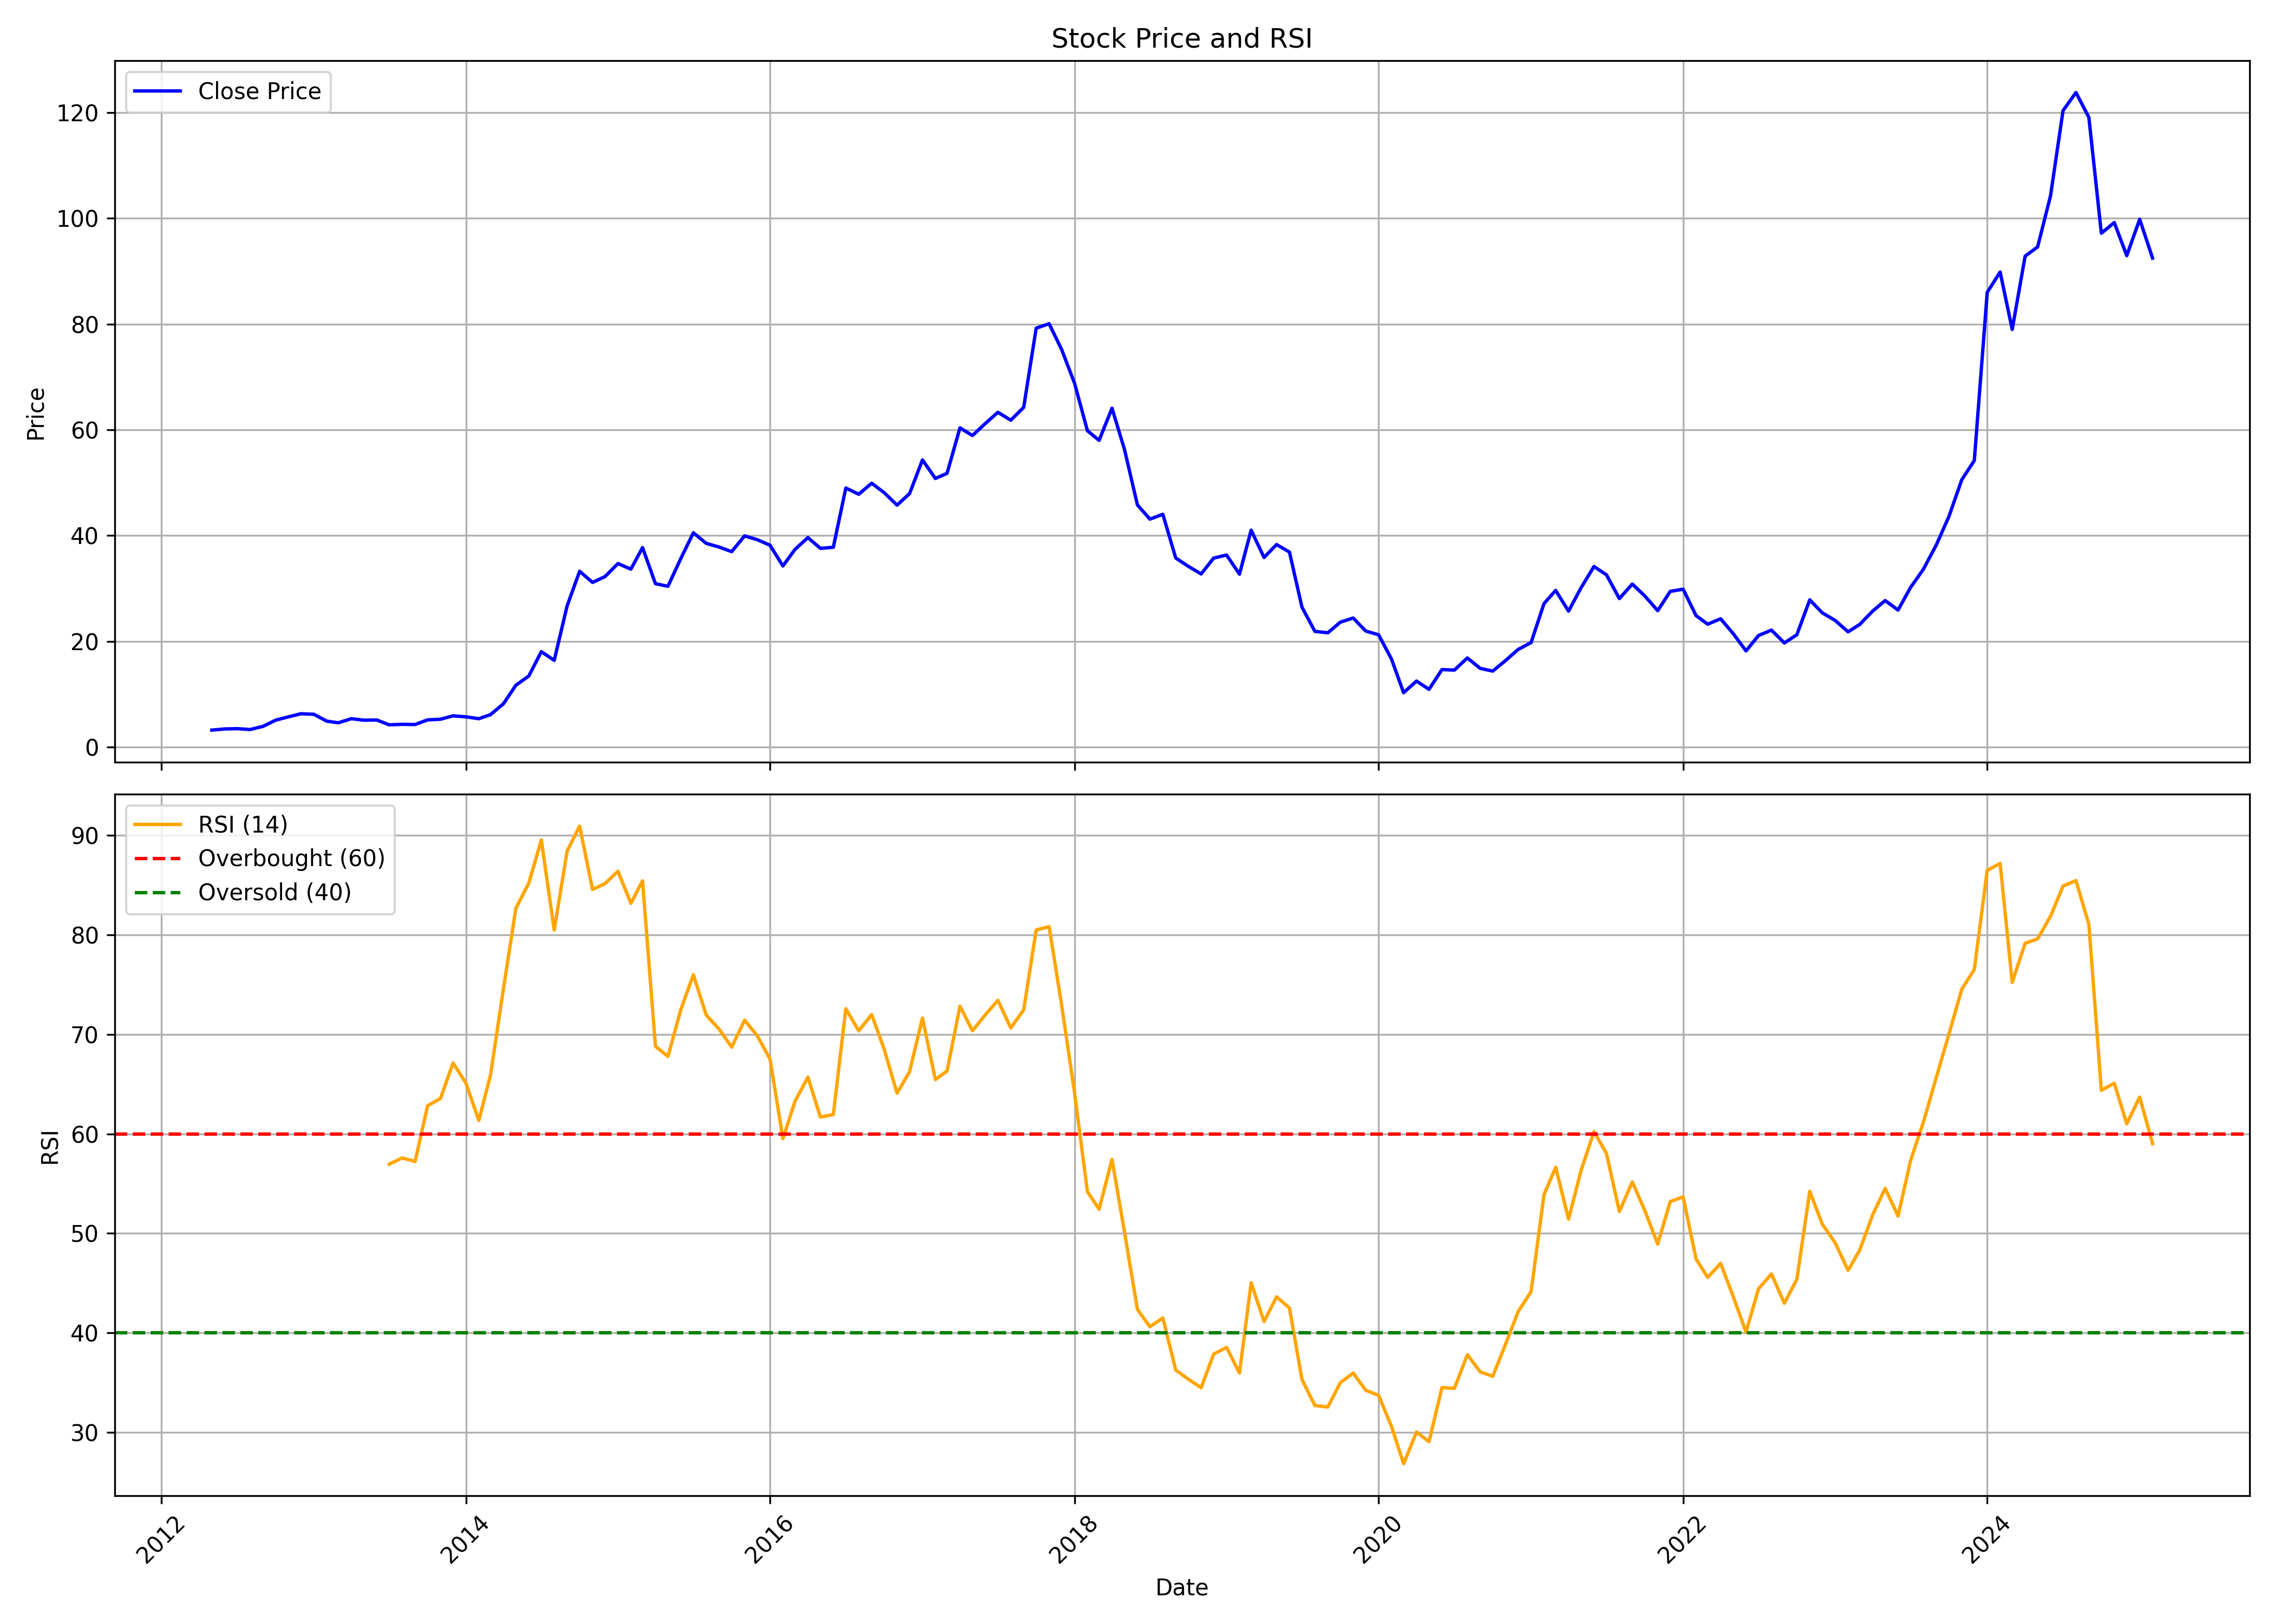 Stock Price and RSI
Close Price
Price
120
100
80
60
40
20
0
RSI (14)
Overbought (60)
Oversold (40)
RSI
90
80
70
60
50
40
30
2012
2014
2016
2018
2020
2022
2024
Date